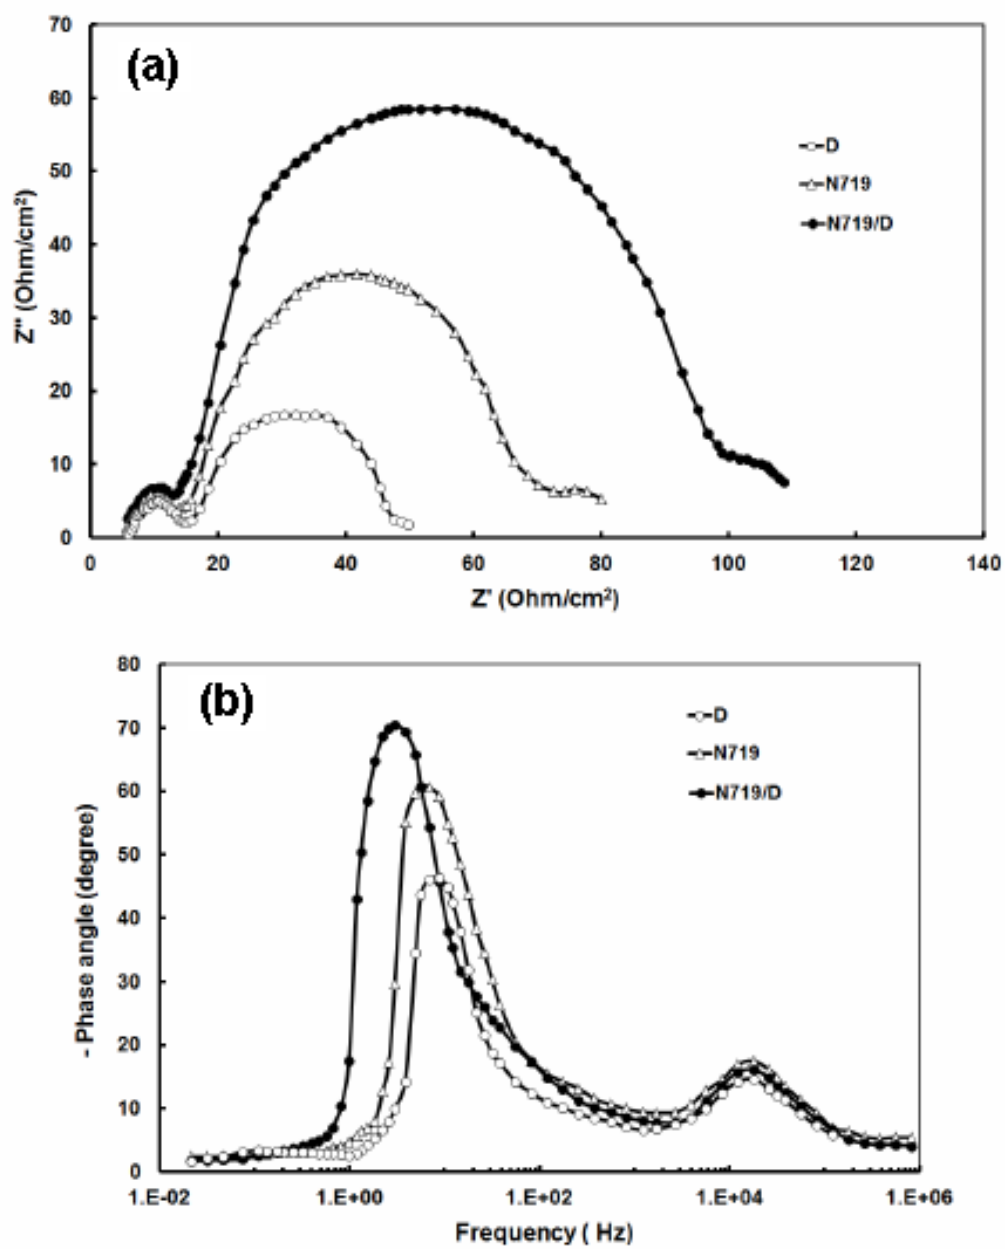 (a)
70
60
50
40
30
20
10
0
Z" (Ohm/cm²)
D
N719
N719/D
0 20 40 60 80 100 120 140
Z' (Ohm/cm²)
(b)
80
70
60
50
40
30
20
10
0
- Phase angle (degree)
D
N719
N719/D
1.E-02 1.E+00 1.E+02 1.E+04 1.E+06
Frequency ( Hz)